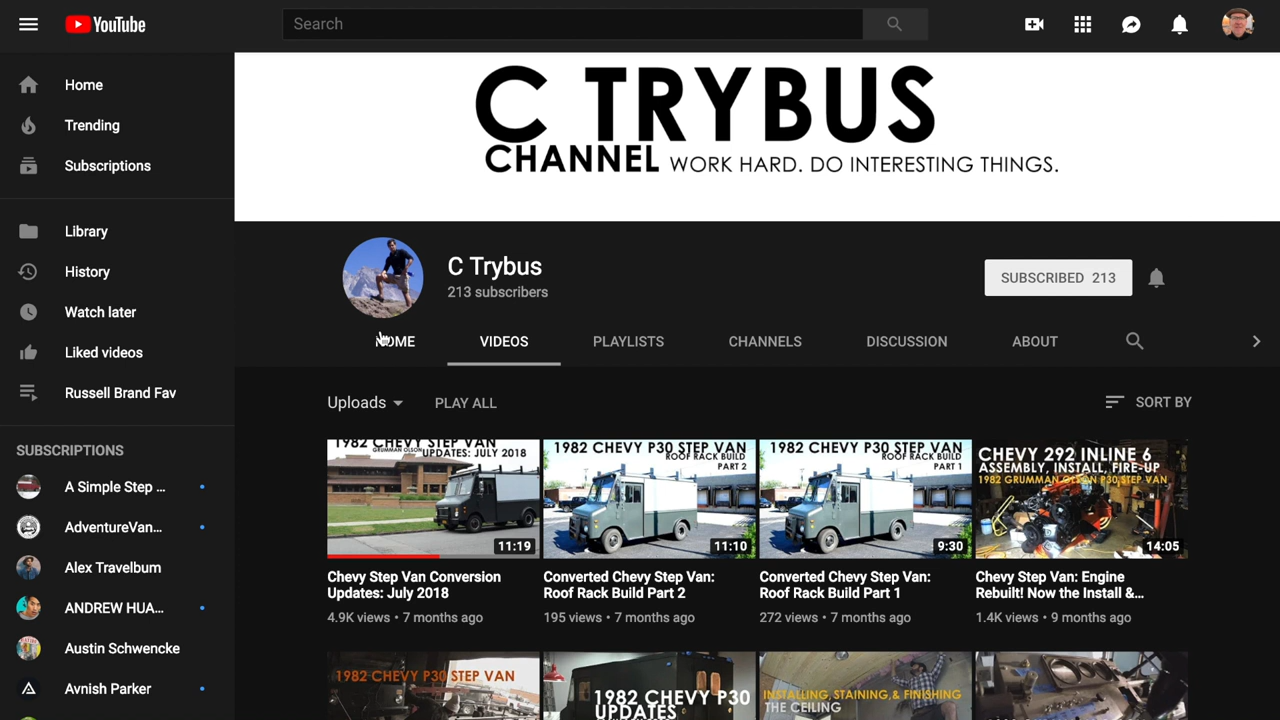 YouTube
Search
Home
Trending
Subscriptions
Library
History
Watch later
Liked videos
Russell Brand Fav
SUBSCRIPTIONS
A Simple Step ...
AdventureVan...
Alex Travelbum
ANDREW HUA...
Austin Schwencke
Avnish Parker
C TRYBUS
CHANNEL WORK HARD. DO INTERESTING THINGS.
C Trybus
213 subscribers
SUBSCRIBED 213
HOME VIDEOS PLAYLISTS CHANNELS DISCUSSION ABOUT
Uploads PLAY ALL
SORT BY
1982 CHEVY STEP VAN
GRUMMAN OLSON UPDATES: JULY 2018
11:19
Chevy Step Van Conversion
Updates: July 2018
4.9K views • 7 months ago
1982 CHEVY P30 STEP VAN
ROOF RACK BUILD
PART 2
11:10
Converted Chevy Step Van:
Roof Rack Build Part 2
195 views • 7 months ago
1982 CHEVY P30 STEP VAN
ROOF RACK BUILD
PART 1
9:30
Converted Chevy Step Van:
Roof Rack Build Part 1
272 views • 7 months ago
CHEVY 292 INLINE 6
ASSEMBLY, INSTALL, FIRE-UP
1982 GRUMMAN OLSON P30 STEP VAN
14:05
Chevy Step Van: Engine
Rebuilt! Now the Install &...
1.4K views • 9 months ago
1982 CHEVY P30 STEP VAN
1982 CHEVY P30
UPDATES
INSTALLING, STAINING, & FINISHING
THE CEILING